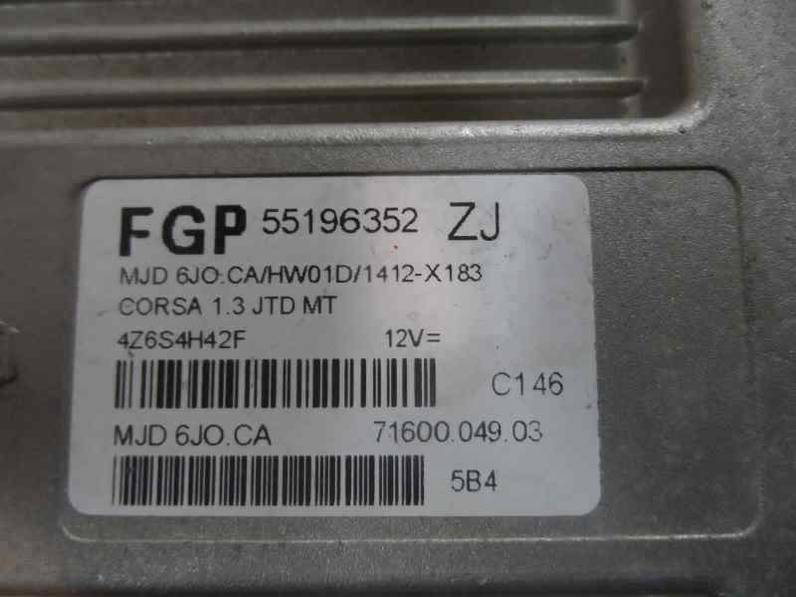 FGP 55196352 ZJ
MJD 6JO.CA/HW01D/1412-X183
CORSA 1.3 JTD MT
4Z6S4H42F 12V=
C146
MJD 6JO.CA 71600.049.03
5B4